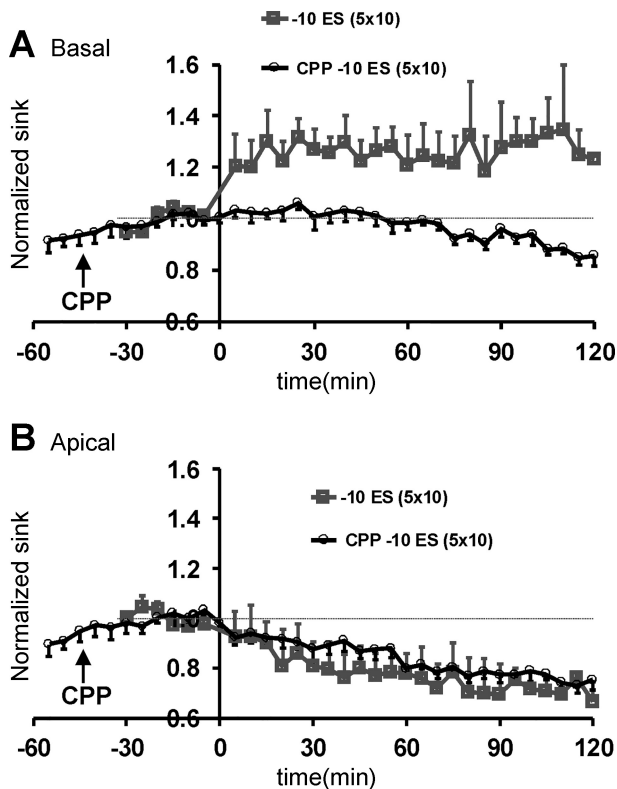 -10 ES (5x10)
A Basal
CPP -10 ES (5x10)
Normalized sink
1.6
1.4
1.2
1.0
0.8
0.6
CPP
-60 -30 0 30 60 90 120
time(min)
B Apical
Normalized sink
1.6
1.4
1.2
1.0
0.8
0.6
-10 ES (5x10)
CPP -10 ES (5x10)
CPP
-60 -30 0 30 60 90 120
time(min)